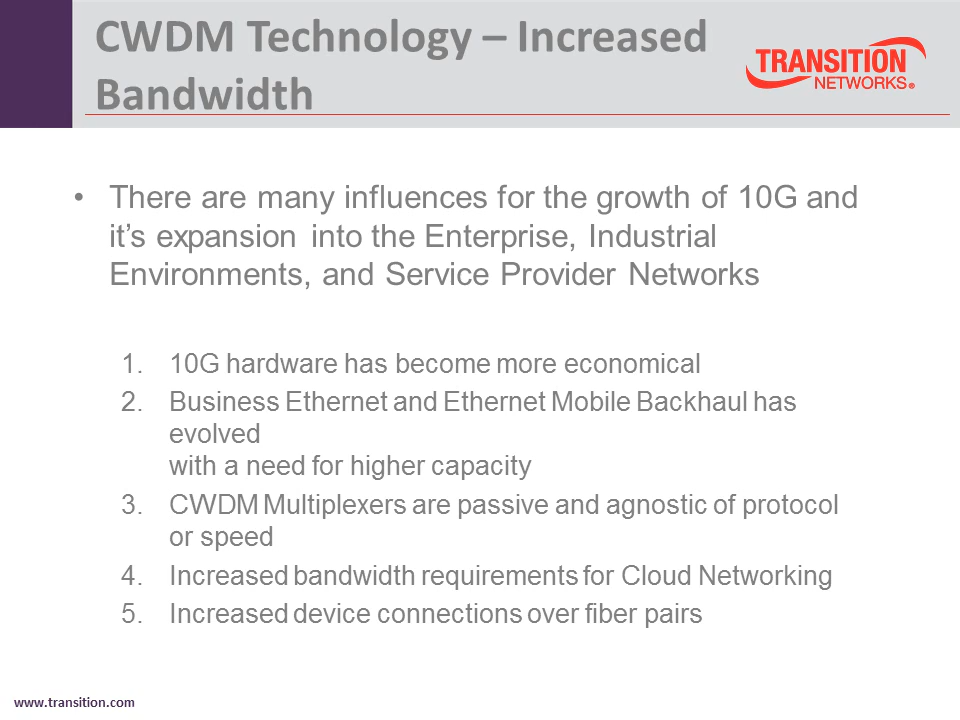 CWDM Technology – Increased
Bandwidth
TRANSITION
NETWORKS®
• There are many influences for the growth of 10G and
it’s expansion into the Enterprise, Industrial
Environments, and Service Provider Networks
1. 10G hardware has become more economical
2. Business Ethernet and Ethernet Mobile Backhaul has
evolved
with a need for higher capacity
3. CWDM Multiplexers are passive and agnostic of protocol
or speed
4. Increased bandwidth requirements for Cloud Networking
5. Increased device connections over fiber pairs
www.transition.com